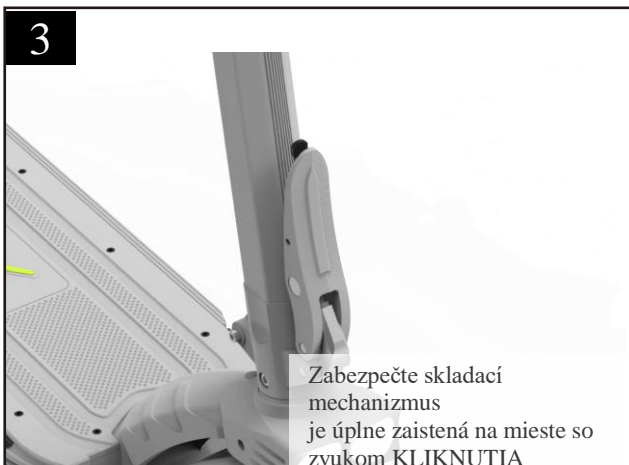 3
Zabezpečte skladací
mechanizmus
je úplne zaistená na mieste so
zvukom KLIKNUTIA